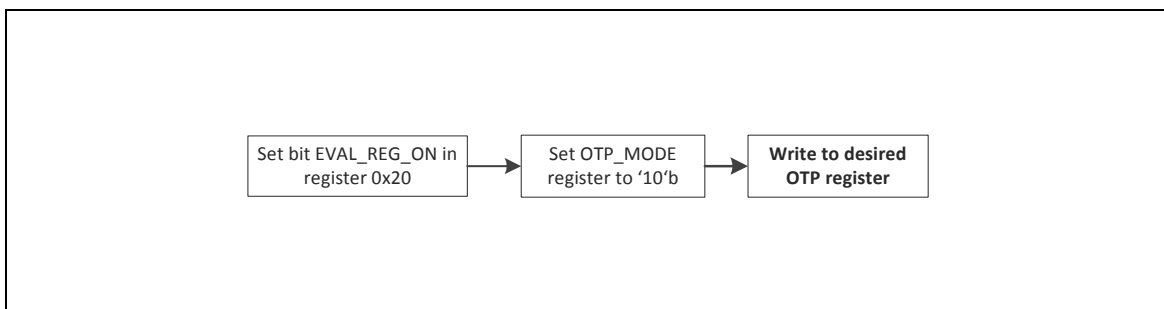 Set bit EVAL_REG_ON in
register 0x20
Set OTP_MODE
register to ‘10‘b
Write to desired
OTP register